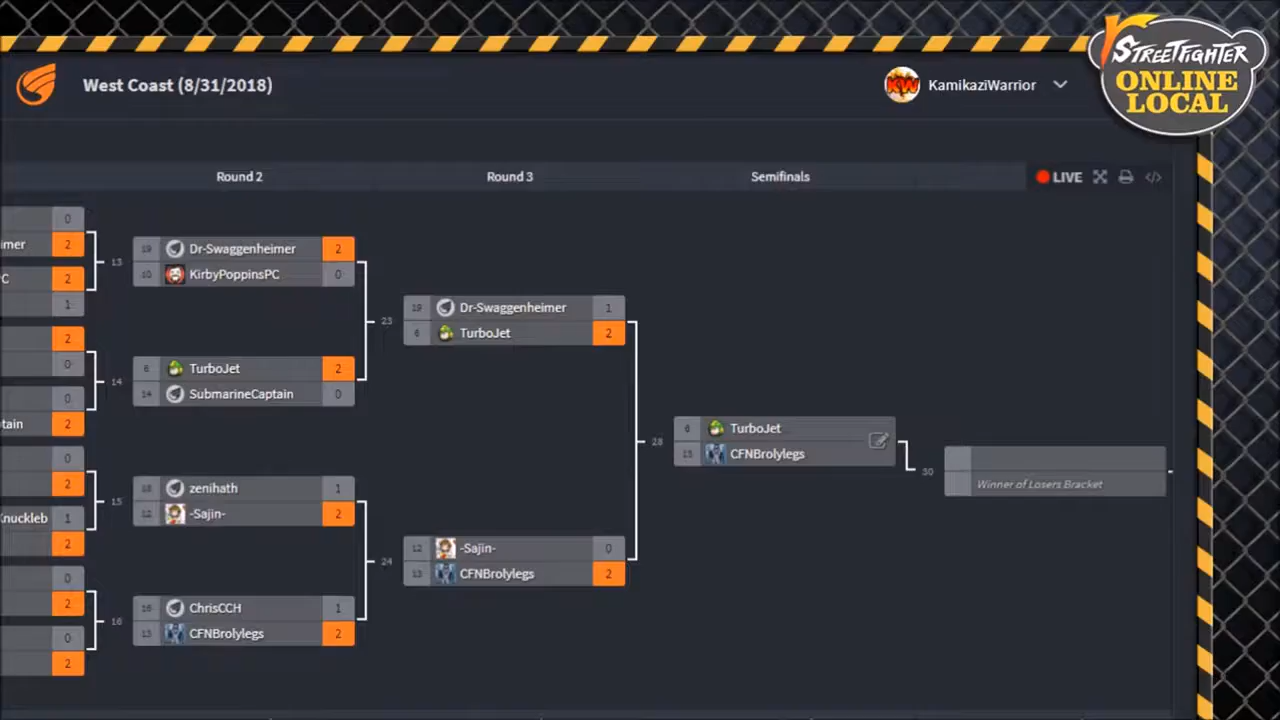 West Coast (8/31/2018)
KamikaziWarrior
STREETFIGHTER
ONLINE
LOCAL
Round 2
Round 3
Semifinals
LIVE
0
imer 2
C 2
1
13
19 Dr-Swaggenheimer 2
10 KirbyPoppinsPC 0
2
0
0
tain 2
14
6 TurboJet 2
14 SubmarineCaptain 0
23
19 Dr-Swaggenheimer 1
6 TurboJet 2
0
2
Knuckleb 1
2
15
zenihath 1
12 -Sajin- 2
0
2
0
2
16
ChrisCCH 1
13 CFNBrolylegs 2
24
12 -Sajin- 0
13 CFNBrolylegs 2
28
6 TurboJet
13 CFNBrolylegs
30
Winner of Losers Bracket